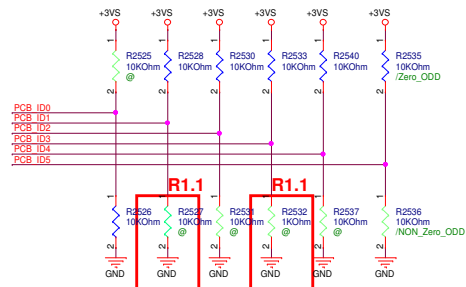 +3VS +3VS +3VS +3VS +3VS +3VS
1 1 1 1 1 1
R2525 R2528 R2530 R2533 R2540 R2535
10KOhm 10KOhm 10KOhm 10KOhm 10KOhm 10KOhm
@ /Zero_ODD
2 2 2 2 2 2
PCB_ID0
PCB_ID1
PCB_ID2
PCB_ID3
PCB_ID4
PCB_ID5
R1.1 R1.1
1 1 1 1 1 1
R2526 R2527 R2531 R2532 R2537 R2536
10KOhm 10KOhm 10KOhm 1KOhm 10KOhm 10KOhm
@ @ @ @ /NON_Zero_ODD
2 2 2 2 2 2
GND GND GND GND GND GND